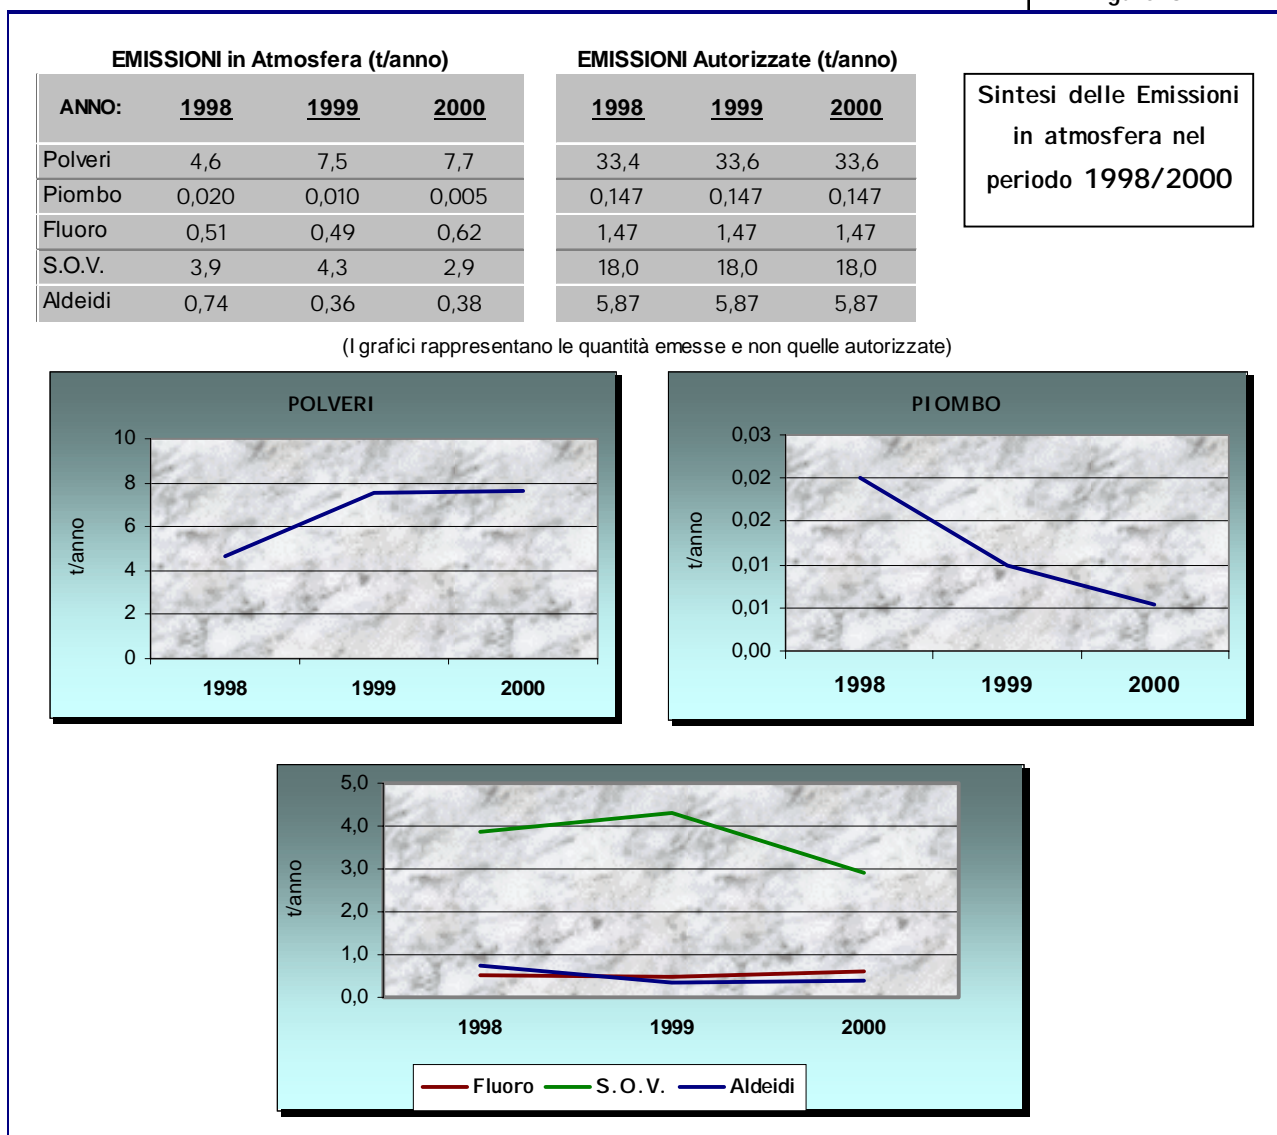 EMISSIONI in Atmosfera (t/anno)
EMISSIONI Autorizzate (t/anno)
ANNO: 1998 1999 2000 1998 1999 2000
Polveri 4,6 7,5 7,7 33,4 33,6 33,6
Piombo 0,020 0,010 0,005 0,147 0,147 0,147
Fluoro 0,51 0,49 0,62 1,47 1,47 1,47
S.O.V. 3,9 4,3 2,9 18,0 18,0 18,0
Aldeidi 0,74 0,36 0,38 5,87 5,87 5,87
Sintesi delle Emissioni
in atmosfera nel
periodo 1998/2000
(I grafici rappresentano le quantità emesse e non quelle autorizzate)
POLVERI
t/anno
10
8
6
4
2
0
1998 1999 2000
PIOMBO
t/anno
0,03
0,02
0,02
0,01
0,01
0,00
1998 1999 2000
t/anno
5,0
4,0
3,0
2,0
1,0
0,0
1998 1999 2000
Fluoro S.O.V. Aldeidi